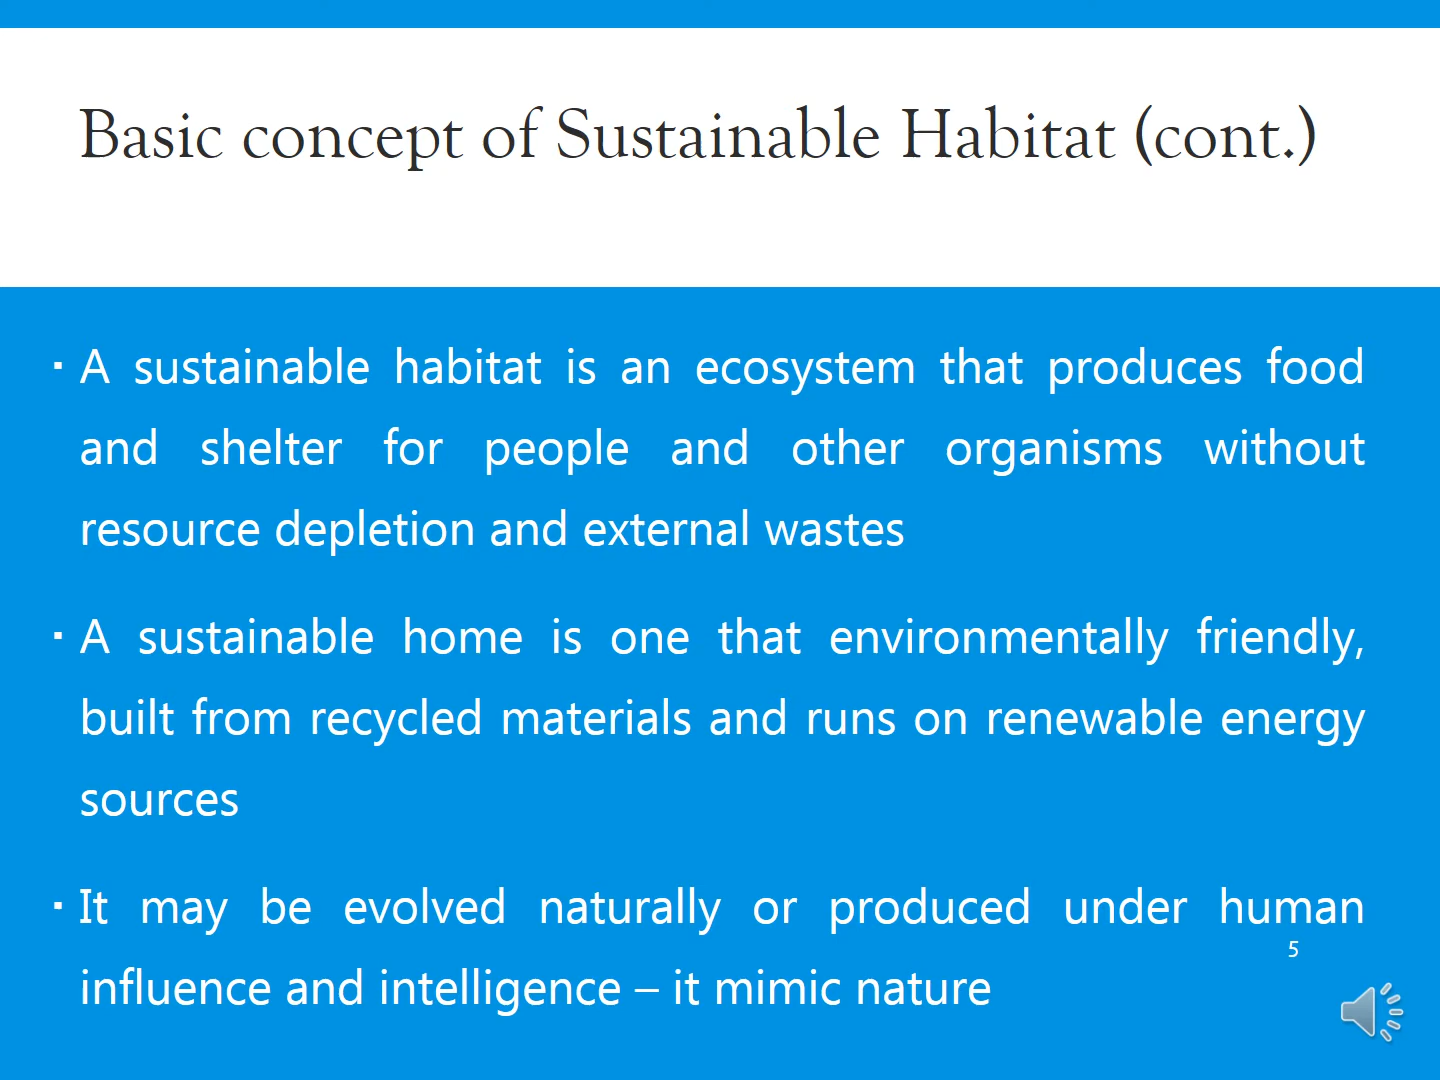 Basic concept of Sustainable Habitat (cont.)
▪ A sustainable habitat is an ecosystem that produces food
and shelter for people and other organisms without
resource depletion and external wastes
▪ A sustainable home is one that environmentally friendly,
built from recycled materials and runs on renewable energy
sources
▪ It may be evolved naturally or produced under human
influence and intelligence – it mimic nature
5